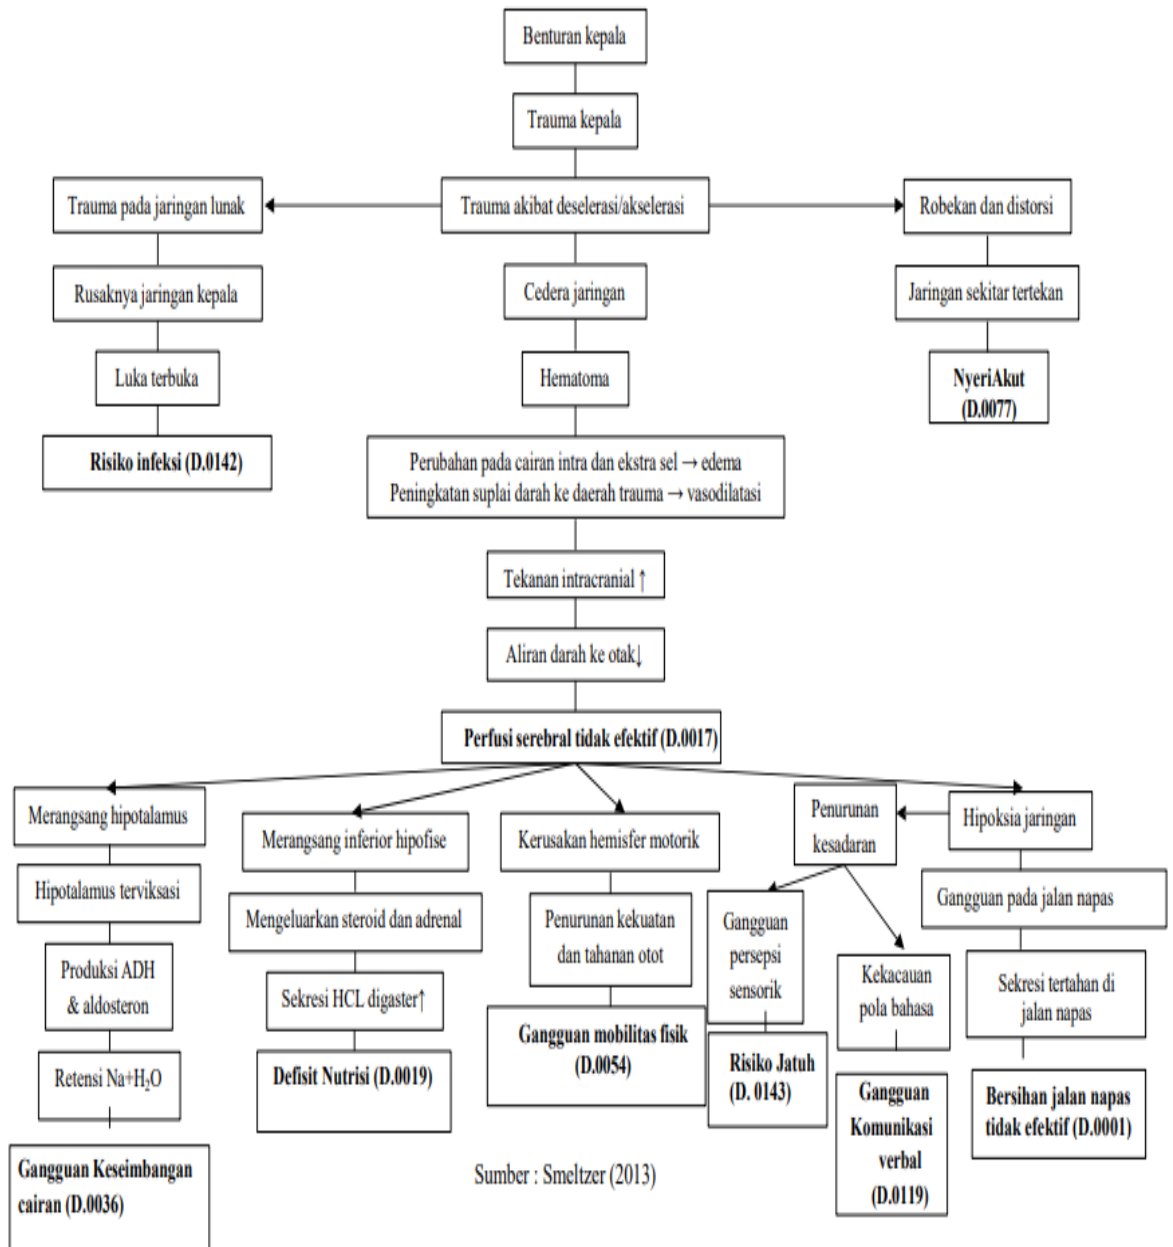 Benturan kepala
Trauma kepala
Trauma pada jaringan lunak
Trauma akibat deselerasi/akselerasi
Robekan dan distorsi
Rusaknya jaringan kepala
Cedera jaringan
Jaringan sekitar tertekan
Luka terbuka
Hematoma
NyeriAkut
(D.0077)
Risiko infeksi (D.0142)
Perubahan pada cairan intra dan ekstra sel → edema
Peningkatan suplai darah ke daerah trauma → vasodilatasi
Tekanan intracranial ↑
Aliran darah ke otak↓
Perfusi serebral tidak efektif (D.0017)
Merangsang hipotalamus
Hipotalamus terviksasi
Produksi ADH
& aldosteron
Retensi Na+H₂O
Gangguan Keseimbangan
cairan (D.0036)
Merangsang inferior hipofise
Mengeluarkan steroid dan adrenal
Sekresi HCL digaster↑
Defisit Nutrisi (D.0019)
Kerusakan hemisfer motorik
Penurunan kekuatan
dan tahanan otot
Gangguan mobilitas fisik
(D.0054)
Penurunan
kesadaran
Gangguan
persepsi
sensorik
Risiko Jatuh
(D. 0143)
Kekacauan
pola bahasa
Gangguan
Komunikasi
verbal
(D.0119)
Hipoksia jaringan
Gangguan pada jalan napas
Sekresi tertahan di
jalan napas
Bersihan jalan napas
tidak efektif (D.0001)
Sumber : Smeltzer (2013)